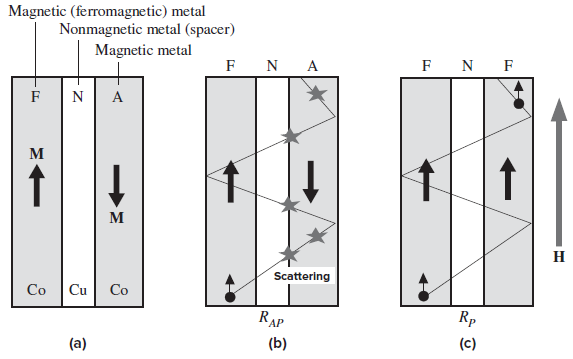 Magnetic (ferromagnetic) metal
Nonmagnetic metal (spacer)
Magnetic metal
F N A
M
M
Co Cu Co
(a)
F N A
Scattering
R_AP
(b)
F N F
H
R_P
(c)